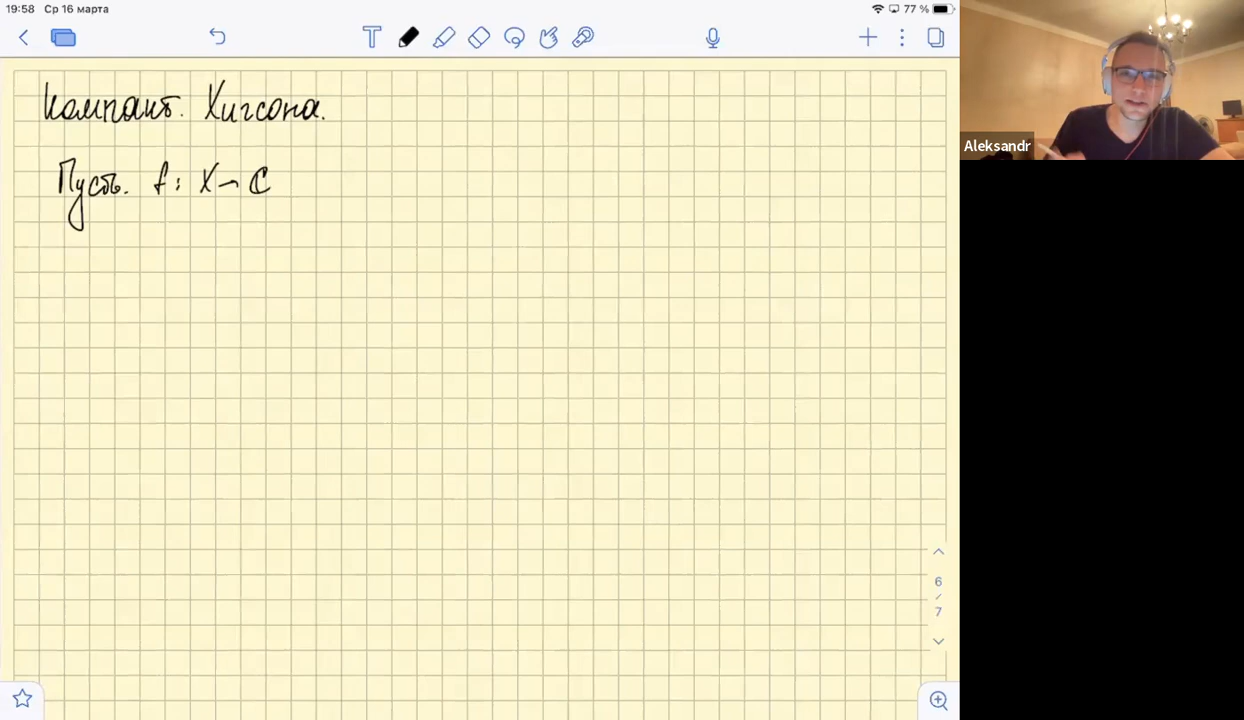 19:58 Ср 16 марта 77 %
Компакт. Хигсона.
Пусть. f: X → ℂ
Aleksandr
6
/
7